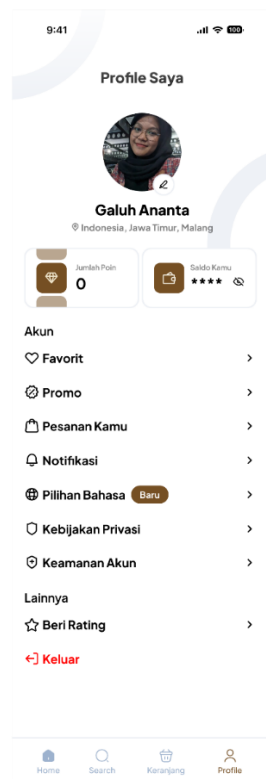 9:41
100
Profile Saya
Galuh Ananta
Indonesia, Jawa Timur, Malang
Jumlah Poin
0
Saldo Kamu
****
Akun
Favorit
Promo
Pesanan Kamu
Notifikasi
Pilihan Bahasa Baru
Kebijakan Privasi
Keamanan Akun
Lainnya
Beri Rating
Keluar
Home Search Keranjang Profile